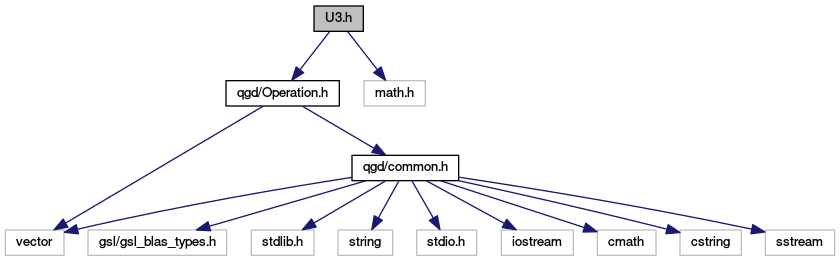 U3.h
qgd/Operation.h
math.h
qgd/common.h
vector
gsl/gsl_blas_types.h
stdlib.h
string
stdio.h
iostream
cmath
cstring
sstream